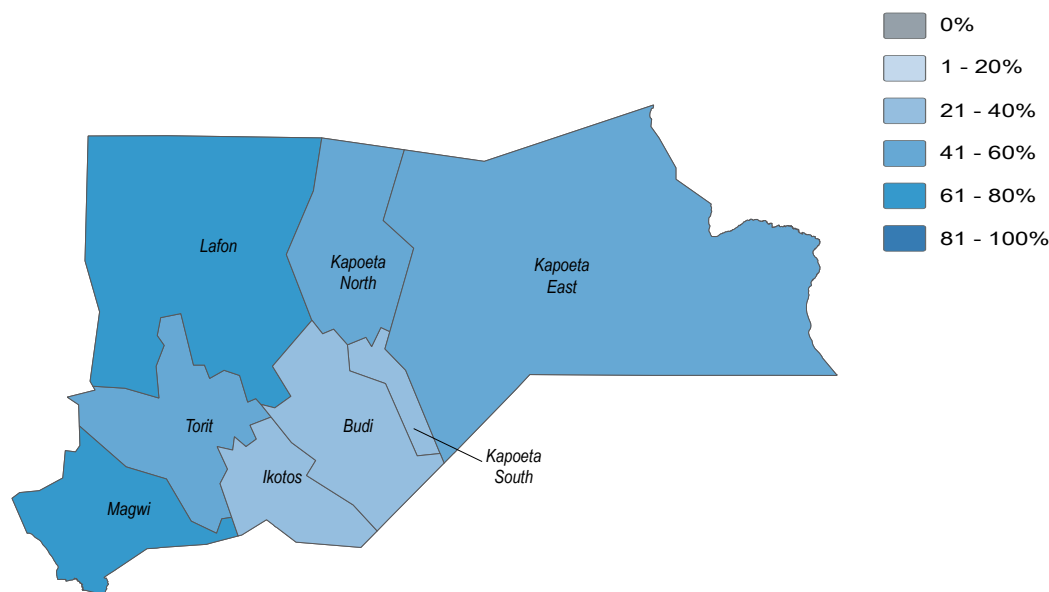 0%
1 - 20%
21 - 40%
41 - 60%
61 - 80%
81 - 100%
Lafon
Kapoeta
North
Kapoeta
East
Torit
Budi
Kapoeta
South
Ikotos
Magwi